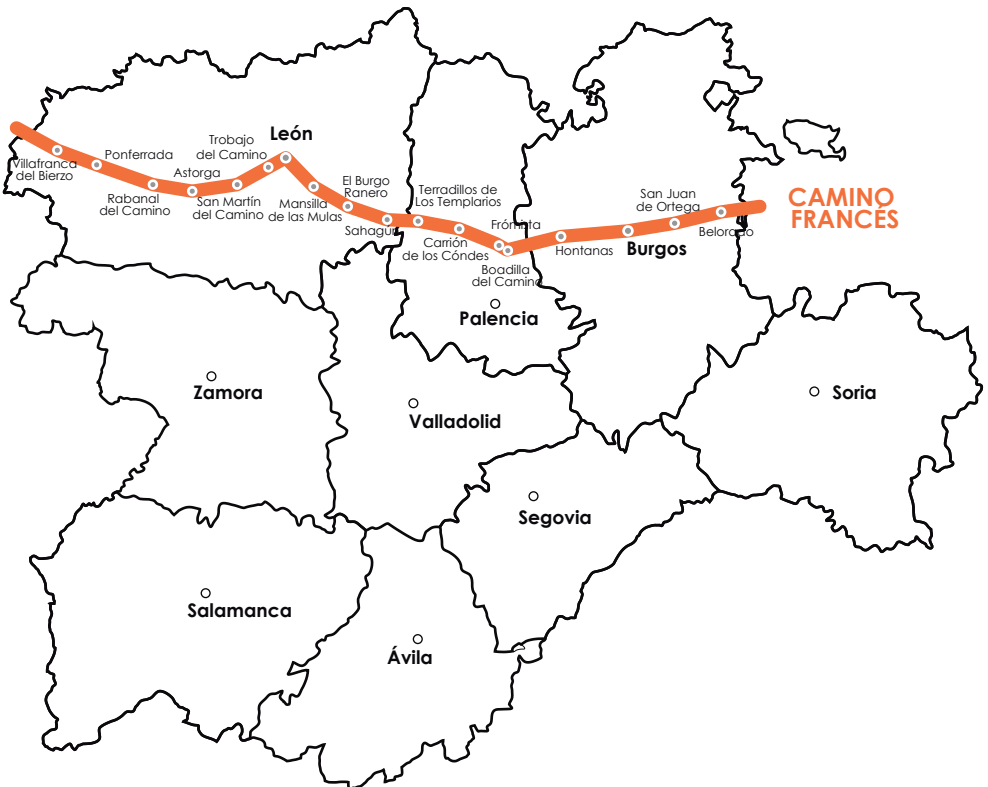 León
Trobajo
del Camino
Ponferrada
Villafranca
del Bierzo
Astorga
Rabanal
del Camino
San Martín
del Camino
Mansilla
de las Mulas
El Burgo
Ranero
Sahagún
Terradillos de
Los Templarios
Carrión
de los Cóndes
Frómista
Boadilla
del Camino
Hontanas
Burgos
San Juan
de Ortega
Belorado
CAMINO
FRANCÉS
Palencia
Zamora
Valladolid
Soria
Segovia
Salamanca
Ávila